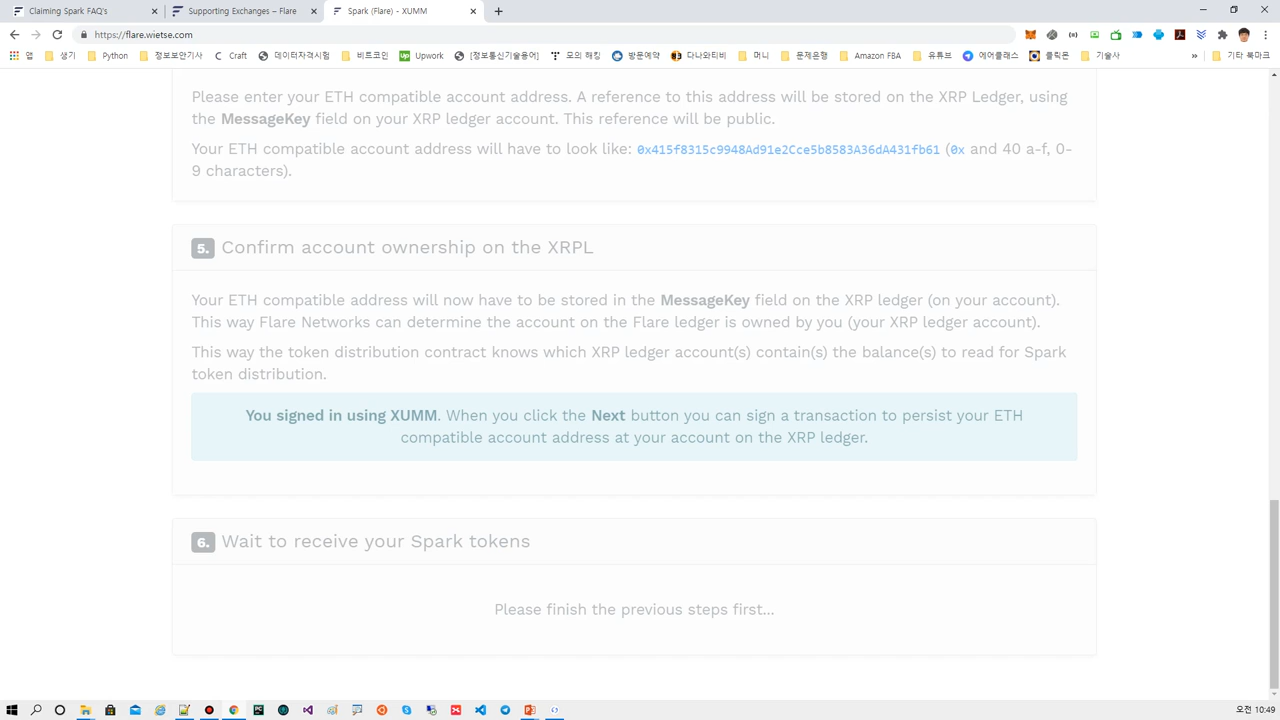 Claiming Spark FAQ's
Supporting Exchanges – Flare
Spark (Flare) - XUMM
https://flare.wietse.com
앱 생기 Python 정보보안기사 Craft 데이터자격시험 비트코인 Upwork [정보통신기술용어] 모의 해킹 방문예약 다나와티비 머니 문제은행 Amazon FBA 유튜브 에어클래스 클릭몬 기술사 » 기타 북마크
Please enter your ETH compatible account address. A reference to this address will be stored on the XRP Ledger, using
the MessageKey field on your XRP ledger account. This reference will be public.
Your ETH compatible account address will have to look like: 0x415f8315c9948Ad91e2Cce5b8583A36dA431fb61 (0x and 40 a-f, 0-
9 characters).
5. Confirm account ownership on the XRPL
Your ETH compatible address will now have to be stored in the MessageKey field on the XRP ledger (on your account).
This way Flare Networks can determine the account on the Flare ledger is owned by you (your XRP ledger account).
This way the token distribution contract knows which XRP ledger account(s) contain(s) the balance(s) to read for Spark
token distribution.
You signed in using XUMM. When you click the Next button you can sign a transaction to persist your ETH
compatible account address at your account on the XRP ledger.
6. Wait to receive your Spark tokens
Please finish the previous steps first...
오전 10:49